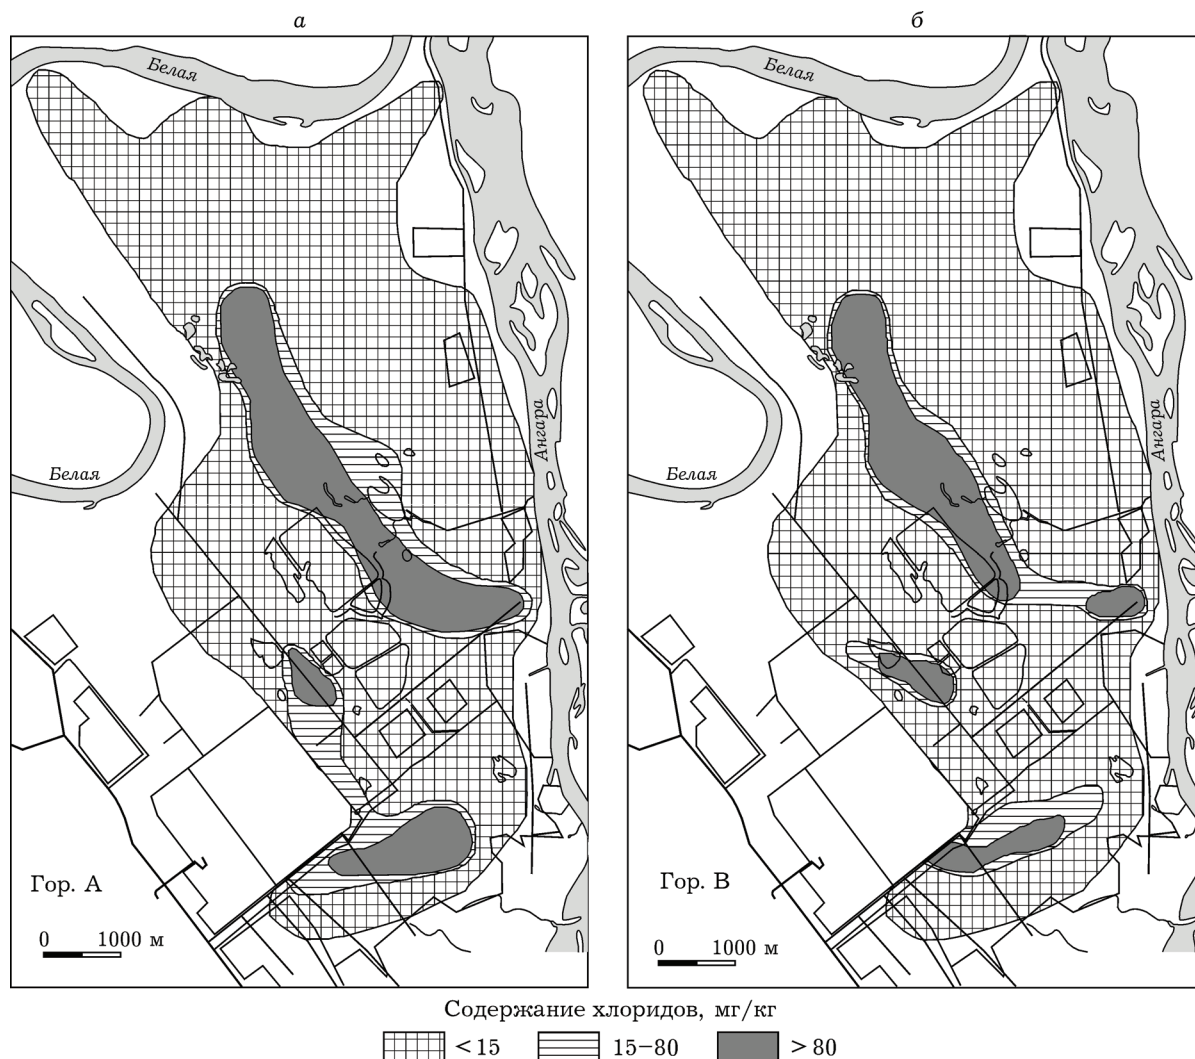 а
б
Белая
Белая
Ангара
Ангара
Белая
Белая
Гор. А
Гор. В
0 1000 м
0 1000 м
Содержание хлоридов, мг/кг
<15 15–80 >80